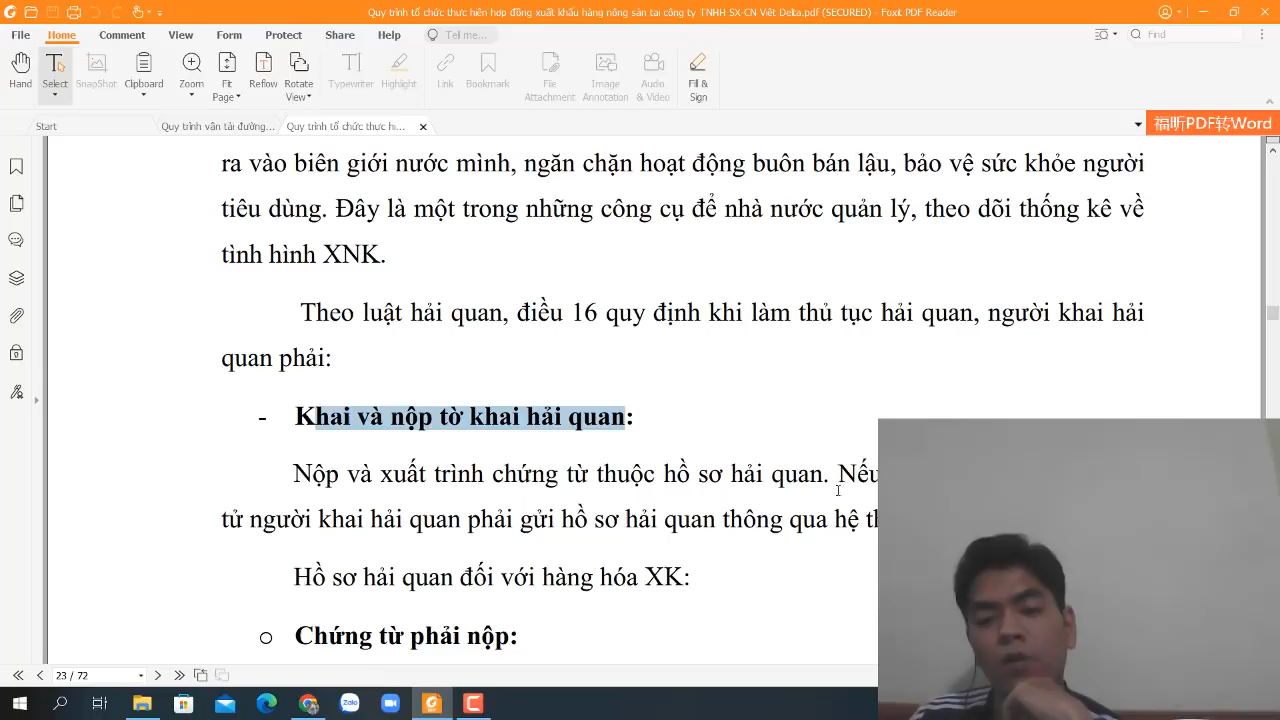 Quy trình tổ chức thực hiện hợp đồng xuất khẩu hàng nông sản tại công ty TNHH SX-CN Việt Delta.pdf (SECURED) - Foxit PDF Reader
File Home Comment View Form Protect Share Help Tell me... Find
Hand Select SnapShot Clipboard Zoom Fit Page Reflow Rotate View Typewriter Highlight Link Bookmark File Attachment Image Annotation Audio & Video Fill & Sign
Start Quy trình vận tải đường... Quy trình tổ chức thực hi... 福昕PDF转Word
ra vào biên giới nước mình, ngăn chặn hoạt động buôn bán lậu, bảo vệ sức khỏe người
tiêu dùng. Đây là một trong những công cụ để nhà nước quản lý, theo dõi thống kê về
tình hình XNK.
Theo luật hải quan, điều 16 quy định khi làm thủ tục hải quan, người khai hải
quan phải:
- Khai và nộp tờ khai hải quan:
Nộp và xuất trình chứng từ thuộc hồ sơ hải quan. Nếu
tử người khai hải quan phải gửi hồ sơ hải quan thông qua hệ
Hồ sơ hải quan đối với hàng hóa XK:
o Chứng từ phải nộp:
23 / 72
Zalo